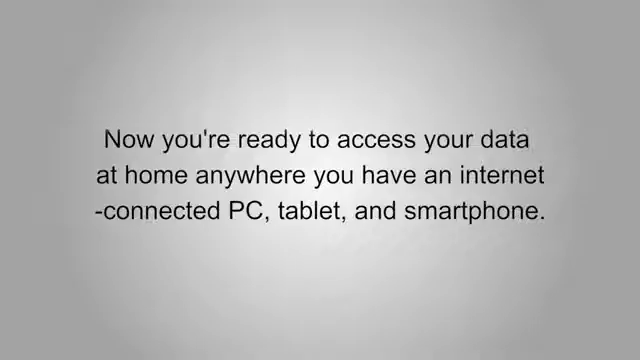 Now you're ready to access your data
at home anywhere you have an internet
-connected PC, tablet, and smartphone.